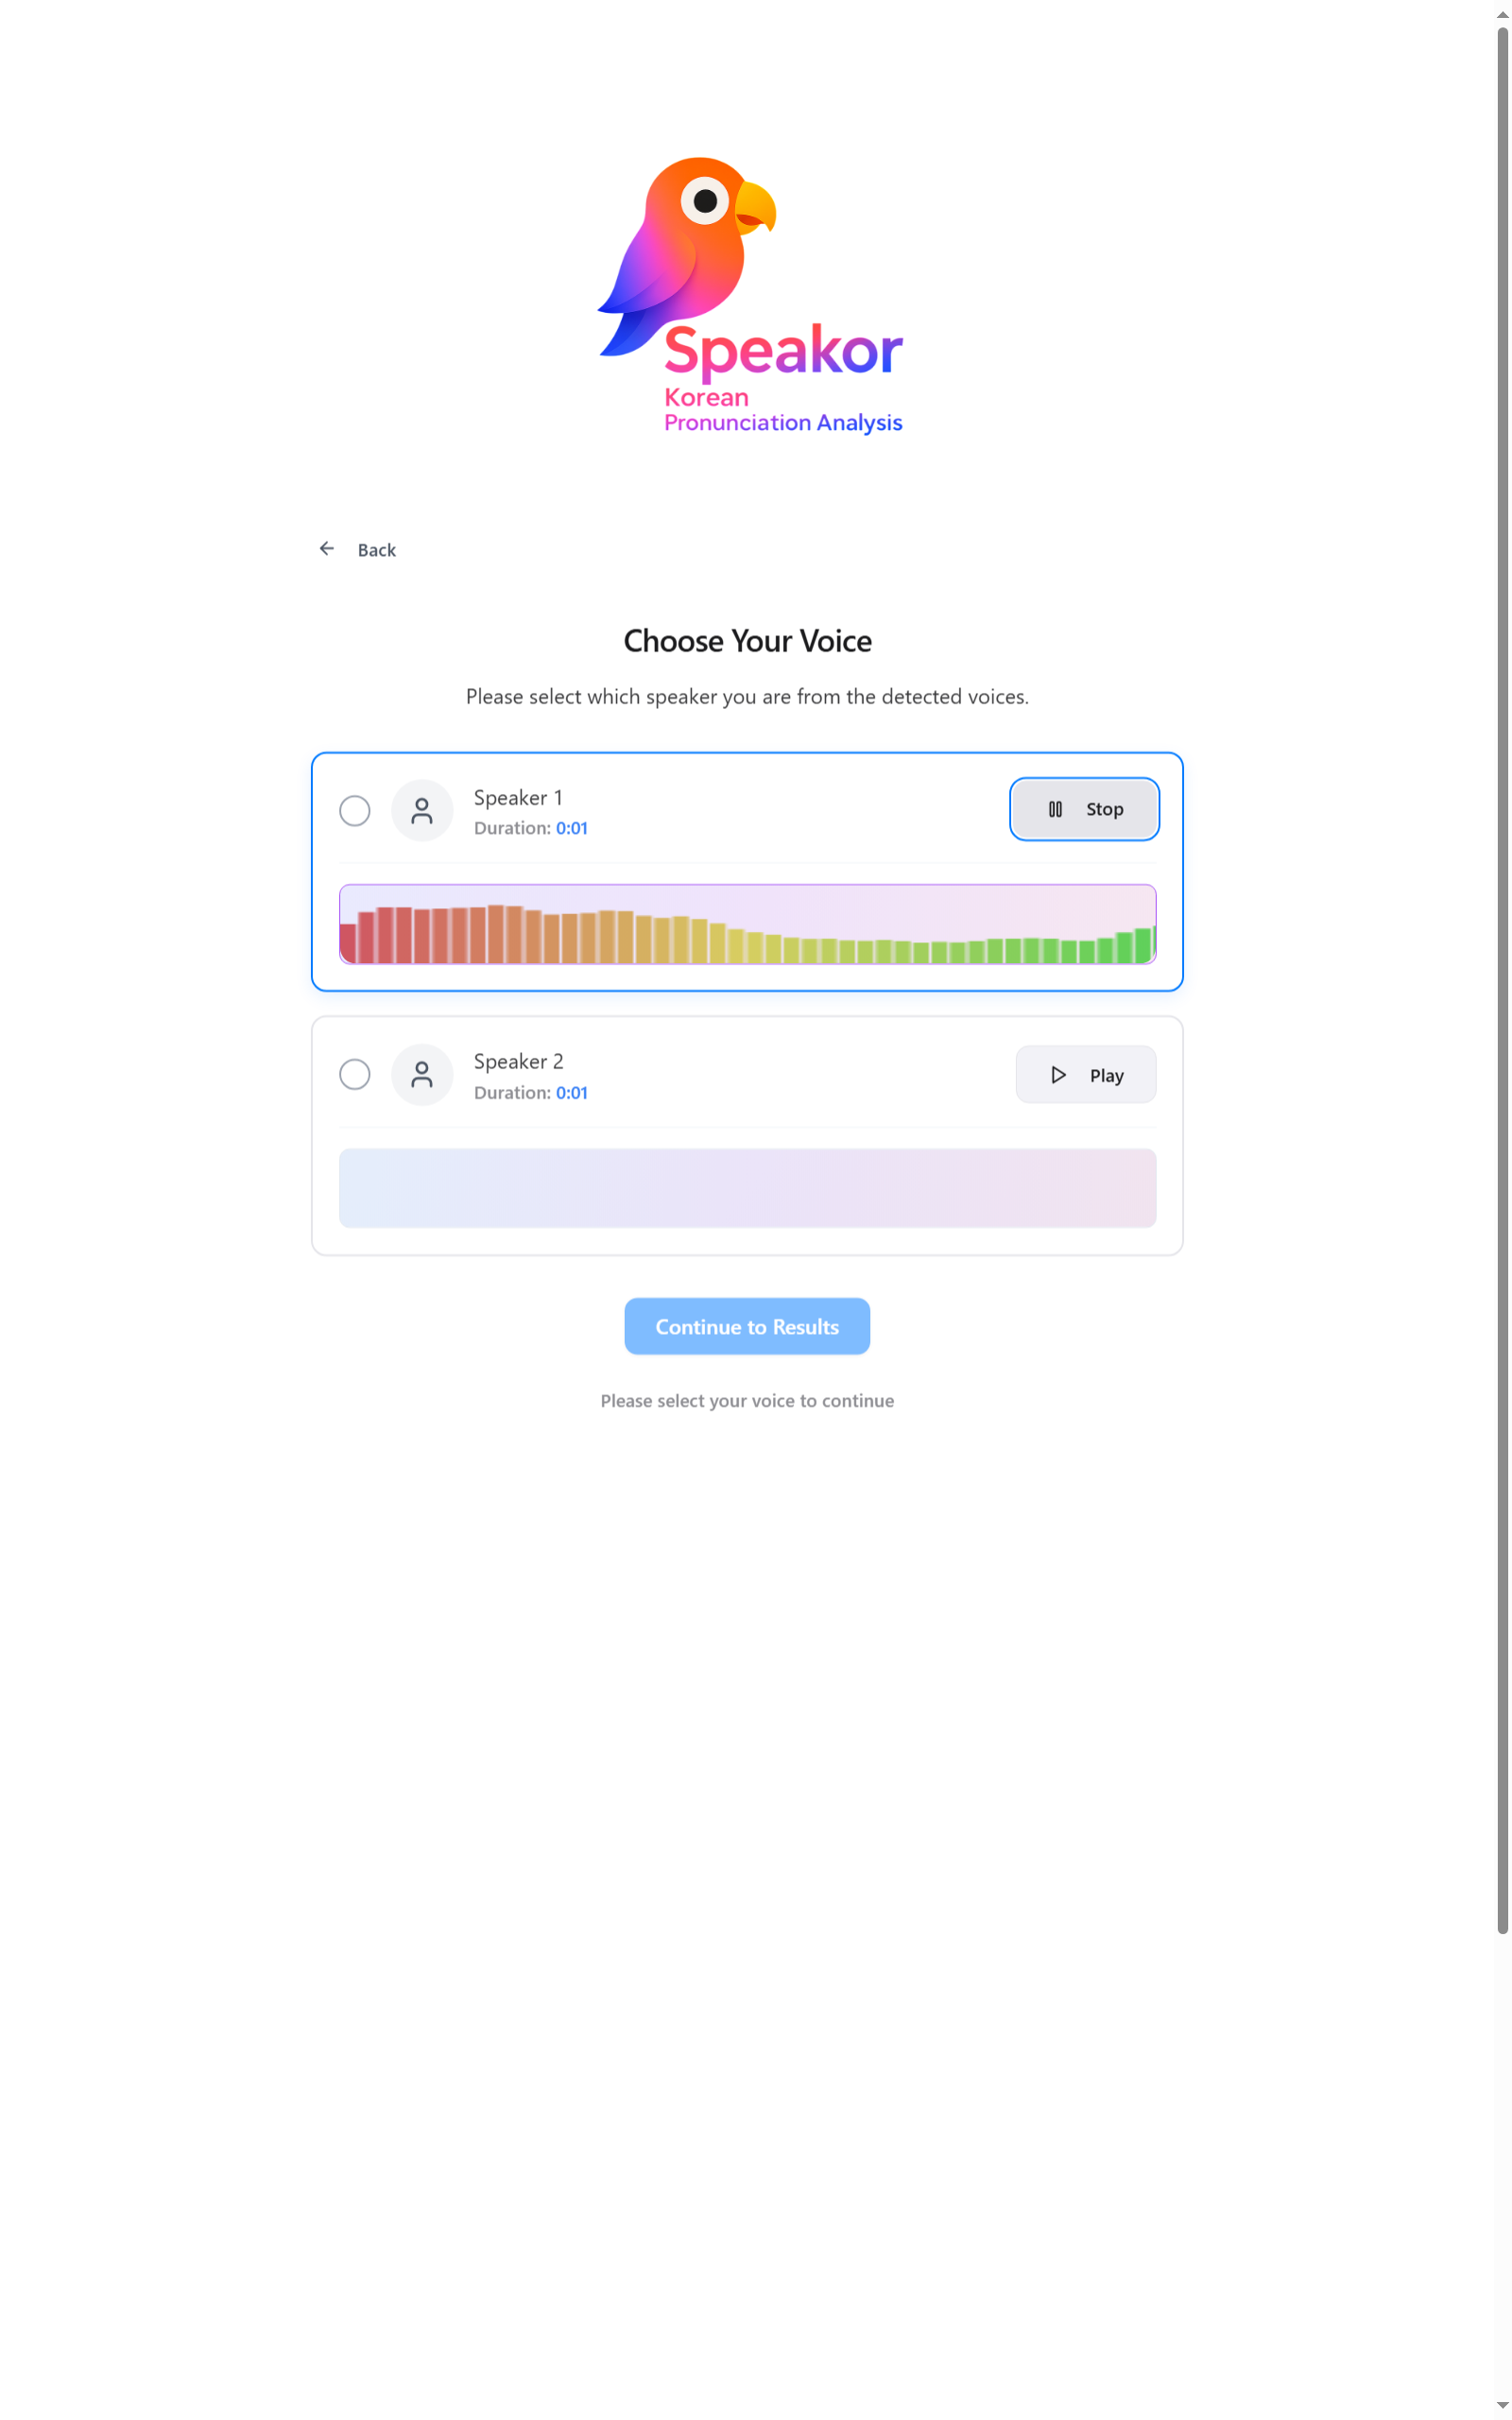 Speakor
Korean
Pronunciation Analysis
Back
Choose Your Voice
Please select which speaker you are from the detected voices.
Speaker 1
Duration: 0:01
Stop
Speaker 2
Duration: 0:01
Play
Continue to Results
Please select your voice to continue